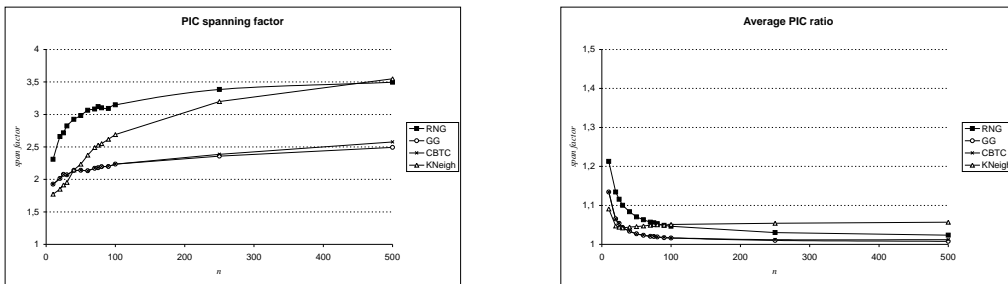 PIC spanning factor
4
3,5
3
2,5
2
1,5
1
span factor
0
100
200
300
400
500
n
RNG
GG
CBTC
KNeigh
Average PIC ratio
1,5
1,4
1,3
1,2
1,1
1
span factor
0
100
200
300
400
500
n
RNG
GG
CBTC
KNeigh